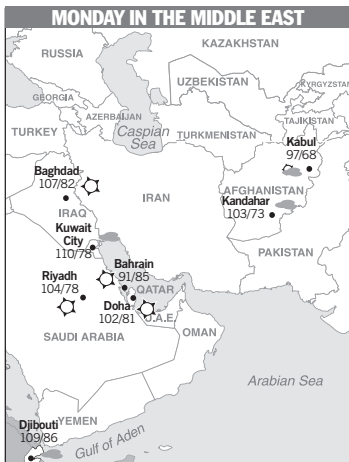 MONDAY IN THE MIDDLE EAST
RUSSIA
KAZAKHSTAN
UZBEKISTAN
KYRGYZSTAN
GEORGIA
AZERBAIJAN
TAJIKISTAN
TURKEY
Caspian
Sea
TURKMENISTAN
Kabul
97/68
Baghdad
107/82
IRAN
AFGHANISTAN
Kandahar
103/73
IRAQ
Kuwait
City
110/78
PAKISTAN
Riyadh
104/78
Bahrain
91/85
QATAR
Doha
102/81
U.A.E.
SAUDI ARABIA
OMAN
Arabian Sea
YEMEN
Djibouti
109/86
Gulf of Aden